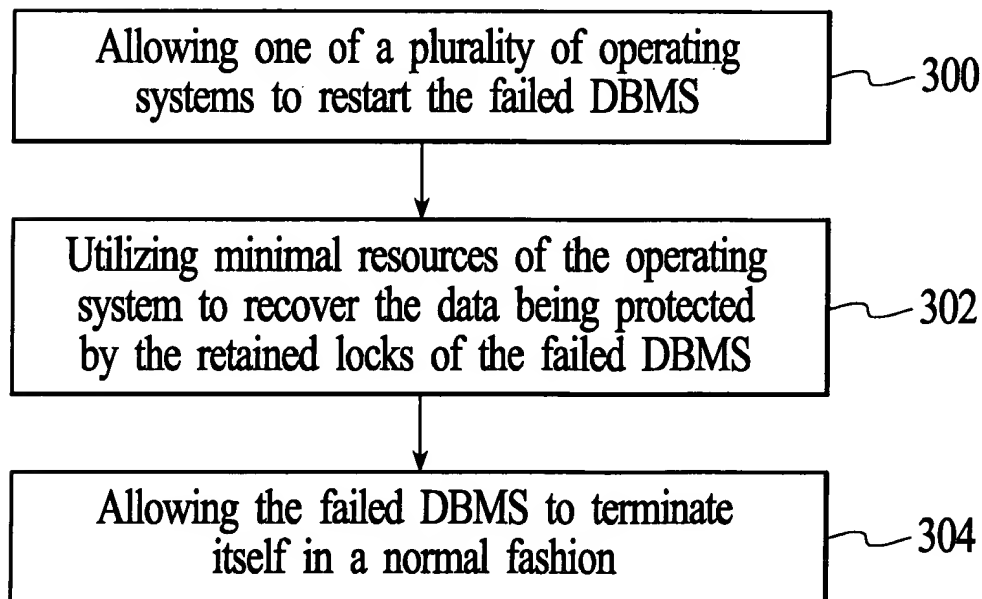 Allowing one of a plurality of operating
systems to restart the failed DBMS
300
Utilizing minimal resources of the operating
system to recover the data being protected
by the retained locks of the failed DBMS
302
Allowing the failed DBMS to terminate
itself in a normal fashion
304